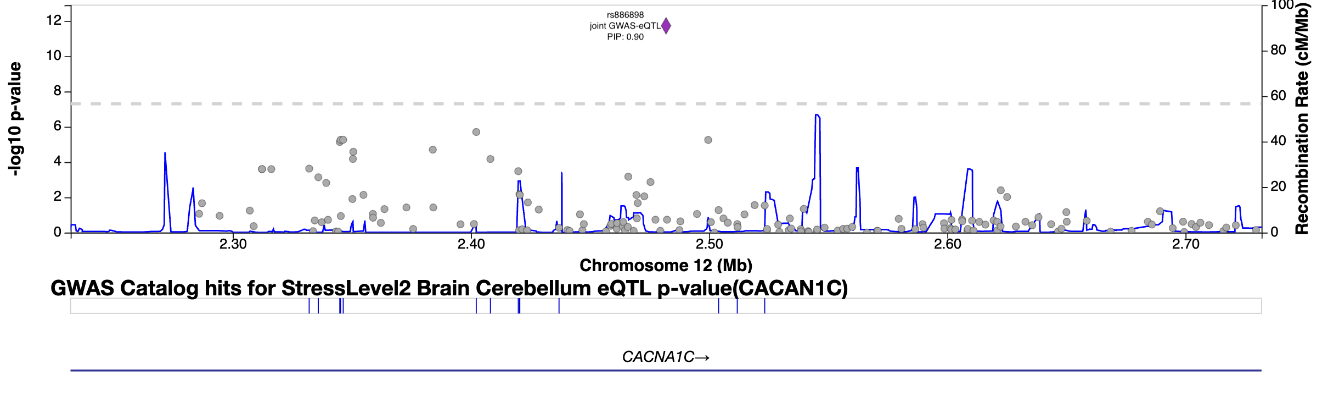 rs886898
joint GWAS-eQTL
PIP: 0.90
-log10 p-value
12
10
8
6
4
2
0
100
80
60
40
20
0
Recombination Rate (cM/Mb)
2.30 2.40 2.50 2.60 2.70
Chromosome 12 (Mb)
GWAS Catalog hits for StressLevel2 Brain Cerebellum eQTL p-value(CACAN1C)
CACNA1C→